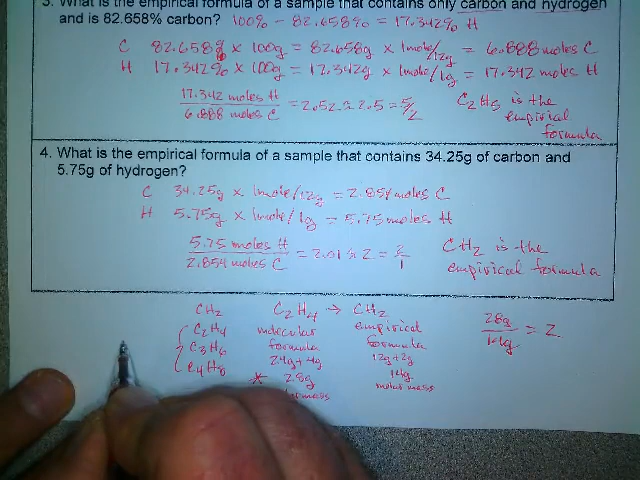 3. What is the empirical formula of a sample that contains only carbon and hydrogen
and is 82.658% carbon? 100% - 82.658% = 17.342% H
C 82.658% x 100g = 82.658g x 1mole/12g = 6.888 moles C
H 17.342% x 100g = 17.342g x 1mole/1g = 17.342 moles H
17.342 moles H / 6.888 moles C = 2.52 ≈ 2.5 = 5/2
C2H5 is the
empirical
formula
4. What is the empirical formula of a sample that contains 34.25g of carbon and
5.75g of hydrogen?
C 34.25g x 1mole/12g = 2.854 moles C
H 5.75g x 1mole/1g = 5.75 moles H
5.75 moles H / 2.854 moles C = 2.01 ≈ 2 = 2/1
CH2 is the
empirical formula
CH2
C2H4
C3H6
C4H8
C2H4 → CH2
molecular
formula
24g + 4g
* 28g
mass
empirical
formula
12g + 2g
14g
molar mass
28g / 14g = 2